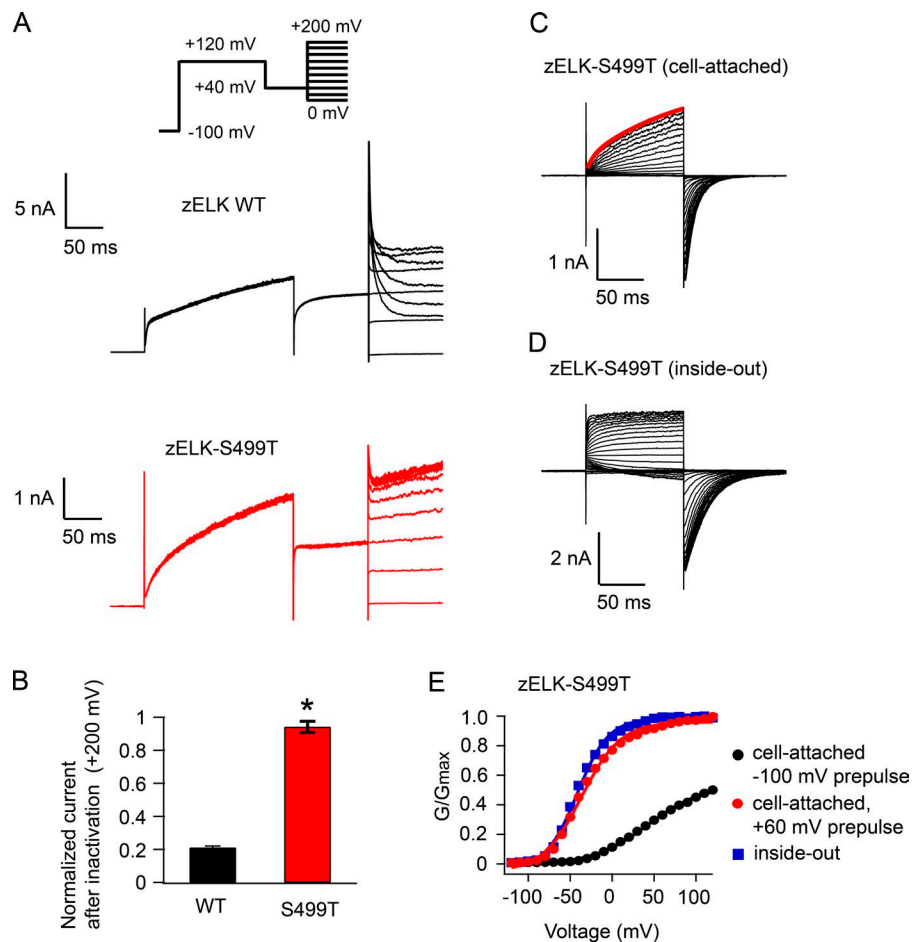 A
+200 mV
+120 mV
+40 mV
0 mV
-100 mV
5 nA
50 ms
zELK WT
zELK-S499T
1 nA
50 ms
B
Normalized current
after inactivation (+200 mV)
1
0.8
0.6
0.4
0.2
0
*
WT
S499T
C
zELK-S499T (cell-attached)
1 nA
50 ms
D
zELK-S499T (inside-out)
2 nA
50 ms
E
zELK-S499T
G/Gmax
1.0
0.8
0.6
0.4
0.2
0
-100
-50
0
50
100
Voltage (mV)
cell-attached
-100 mV prepulse
cell-attached,
+60 mV prepulse
inside-out